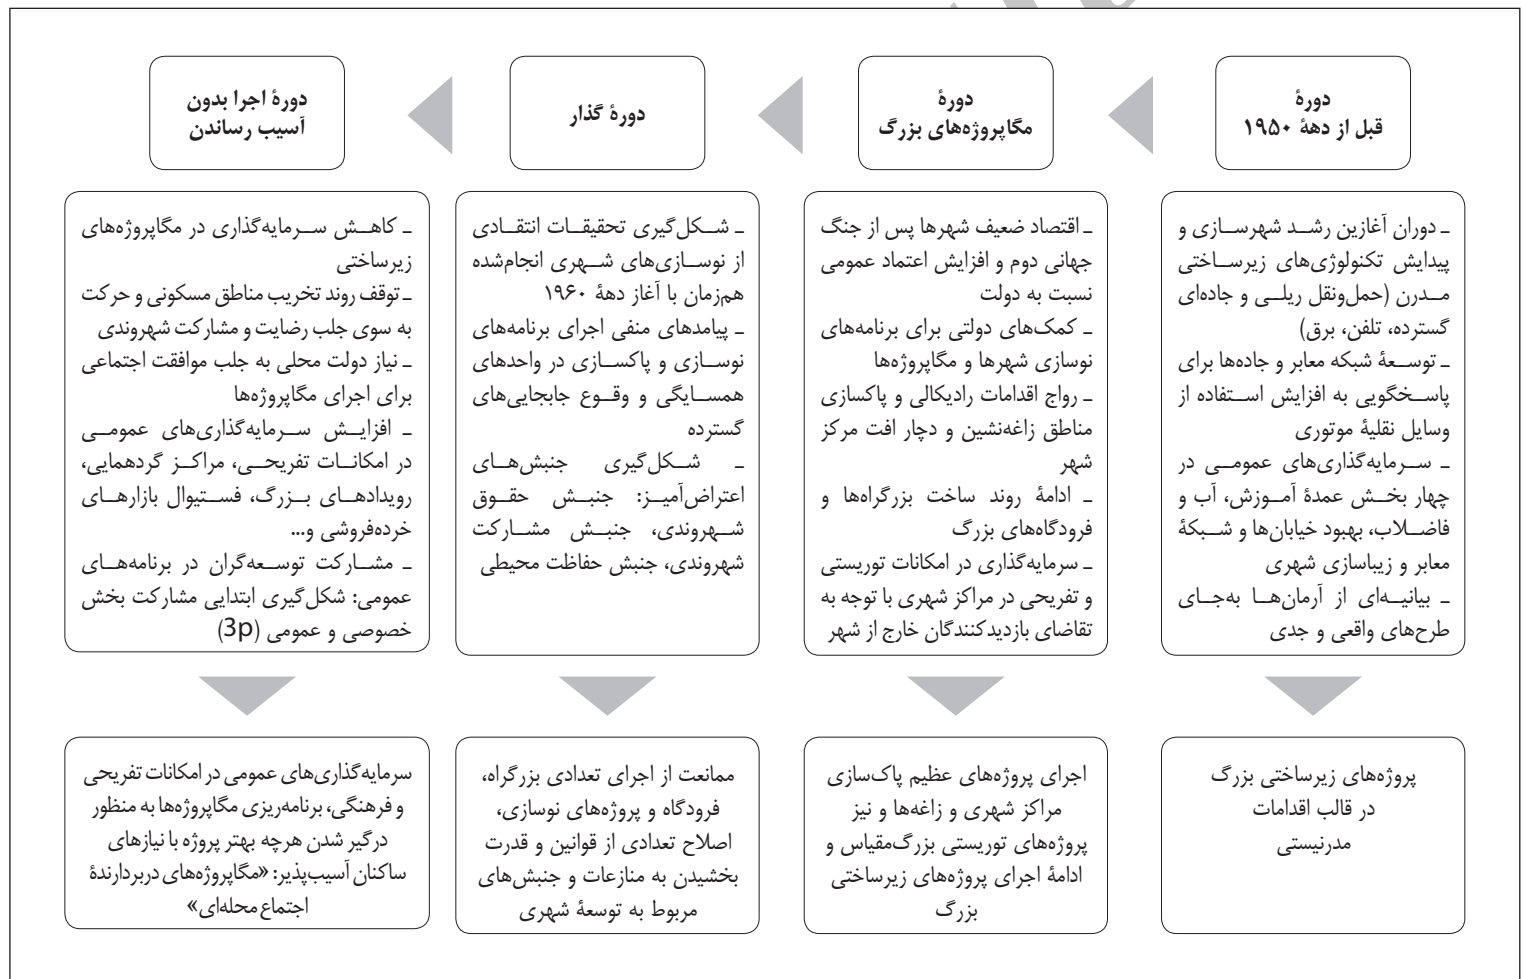 دورهٔ
قبل از دههٔ ۱۹۵۰
دورهٔ
مگاپروژه‌های بزرگ
دورهٔ گذار
دورهٔ اجرا بدون
آسیب رساندن
ـ دوران آغازین رشد شهرسازی و
پیدایش تکنولوژی‌های زیرساختی
مدرن (حمل‌ونقل ریلی و جاده‌ای
گسترده، تلفن، برق)
ـ توسعهٔ شبکه معابر و جاده‌ها برای
پاسخگویی به افزایش استفاده از
وسایل نقلیهٔ موتوری
ـ سرمایه‌گذاری‌های عمومی در
چهار بخش عمدهٔ آموزش، آب و
فاضلاب، بهبود خیابان‌ها و شبکهٔ
معابر و زیباسازی شهری
ـ بیانیه‌ای از آرمان‌ها به‌جای
طرح‌های واقعی و جدی
ـ اقتصاد ضعیف شهرها پس از جنگ
جهانی دوم و افزایش اعتماد عمومی
نسبت به دولت
ـ کمک‌های دولتی برای برنامه‌های
نوسازی شهرها و مگاپروژه‌ها
ـ رواج اقدامات رادیکالی و پاکسازی
مناطق زاغه‌نشین و دچار افت مرکز
شهر
ـ ادامهٔ روند ساخت بزرگراه‌ها و
فرودگاه‌های بزرگ
ـ سرمایه‌گذاری در امکانات توریستی
و تفریحی در مراکز شهری با توجه به
تقاضای بازدیدکنندگان خارج از شهر
ـ شکل‌گیری تحقیقات انتقادی
از نوسازی‌های شهری انجام‌شده
هم‌زمان با آغاز دههٔ ۱۹۶۰
ـ پیامدهای منفی اجرای برنامه‌های
نوسازی و پاکسازی در واحدهای
همسایگی و وقوع جابجایی‌های
گسترده
ـ شکل‌گیری جنبش‌های
اعتراض‌آمیز: جنبش حقوق
شهروندی، جنبش مشارکت
شهروندی، جنبش حفاظت محیطی
ـ کاهش سرمایه‌گذاری در مگاپروژه‌های
زیرساختی
ـ توقف روند تخریب مناطق مسکونی و حرکت
به سوی جلب رضایت و مشارکت شهروندی
ـ نیاز دولت محلی به جلب موافقت اجتماعی
برای اجرای مگاپروژه‌ها
ـ افزایش سرمایه‌گذاری‌های عمومی
در امکانات تفریحی، مراکز گردهمایی،
رویدادهای بزرگ، فستیوال بازارهای
خرده‌فروشی و...
ـ مشارکت توسعه‌گران در برنامه‌های
عمومی: شکل‌گیری ابتدایی مشارکت بخش
خصوصی و عمومی (3p)
پروژه‌های زیرساختی بزرگ
در قالب اقدامات
مدرنیستی
اجرای پروژه‌های عظیم پاک‌سازی
مراکز شهری و زاغه‌ها و نیز
پروژه‌های توریستی بزرگ‌مقیاس و
ادامهٔ اجرای پروژه‌های زیرساختی
بزرگ
ممانعت از اجرای تعدادی بزرگراه،
فرودگاه و پروژه‌های نوسازی،
اصلاح تعدادی از قوانین و قدرت
بخشیدن به منازعات و جنبش‌های
مربوط به توسعهٔ شهری
سرمایه‌گذاری‌های عمومی در امکانات تفریحی
و فرهنگی، برنامه‌ریزی مگاپروژه‌ها به منظور
درگیر شدن هرچه بهتر پروژه با نیازهای
ساکنان آسیب‌پذیر: «مگاپروژه‌های دربردارندهٔ
اجتماع محله‌ای»